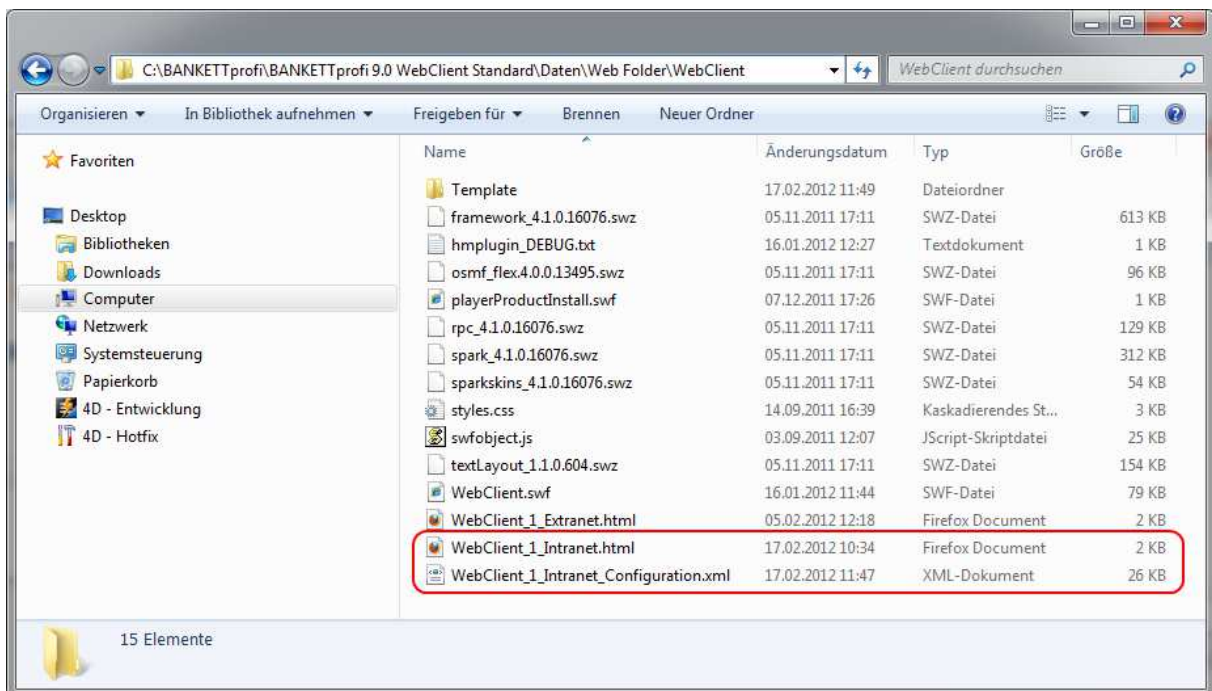 C:\BANKETTprofi\BANKETTprofi 9.0 WebClient Standard\Daten\Web Folder\WebClient WebClient durchsuchen
Organisieren In Bibliothek aufnehmen Freigeben für Brennen Neuer Ordner
Favoriten
Desktop
Bibliotheken
Downloads
Computer
Netzwerk
Systemsteuerung
Papierkorb
4D - Entwicklung
4D - Hotfix
Name Änderungsdatum Typ Größe
Template 17.02.2012 11:49 Dateiordner
framework_4.1.0.16076.swz 05.11.2011 17:11 SWZ-Datei 613 KB
hmplugin_DEBUG.txt 16.01.2012 12:27 Textdokument 1 KB
osmf_flex.4.0.0.13495.swz 05.11.2011 17:11 SWZ-Datei 96 KB
playerProductInstall.swf 07.12.2011 17:26 SWF-Datei 1 KB
rpc_4.1.0.16076.swz 05.11.2011 17:11 SWZ-Datei 129 KB
spark_4.1.0.16076.swz 05.11.2011 17:11 SWZ-Datei 312 KB
sparkskins_4.1.0.16076.swz 05.11.2011 17:11 SWZ-Datei 54 KB
styles.css 14.09.2011 16:39 Kaskadierendes St... 3 KB
swfobject.js 03.09.2011 12:07 JScript-Skriptdatei 25 KB
textLayout_1.1.0.604.swz 05.11.2011 17:11 SWZ-Datei 154 KB
WebClient.swf 16.01.2012 11:44 SWF-Datei 79 KB
WebClient_1_Extranet.html 05.02.2012 12:18 Firefox Document 2 KB
WebClient_1_Intranet.html 17.02.2012 10:34 Firefox Document 2 KB
WebClient_1_Intranet_Configuration.xml 17.02.2012 11:47 XML-Dokument 26 KB
15 Elemente